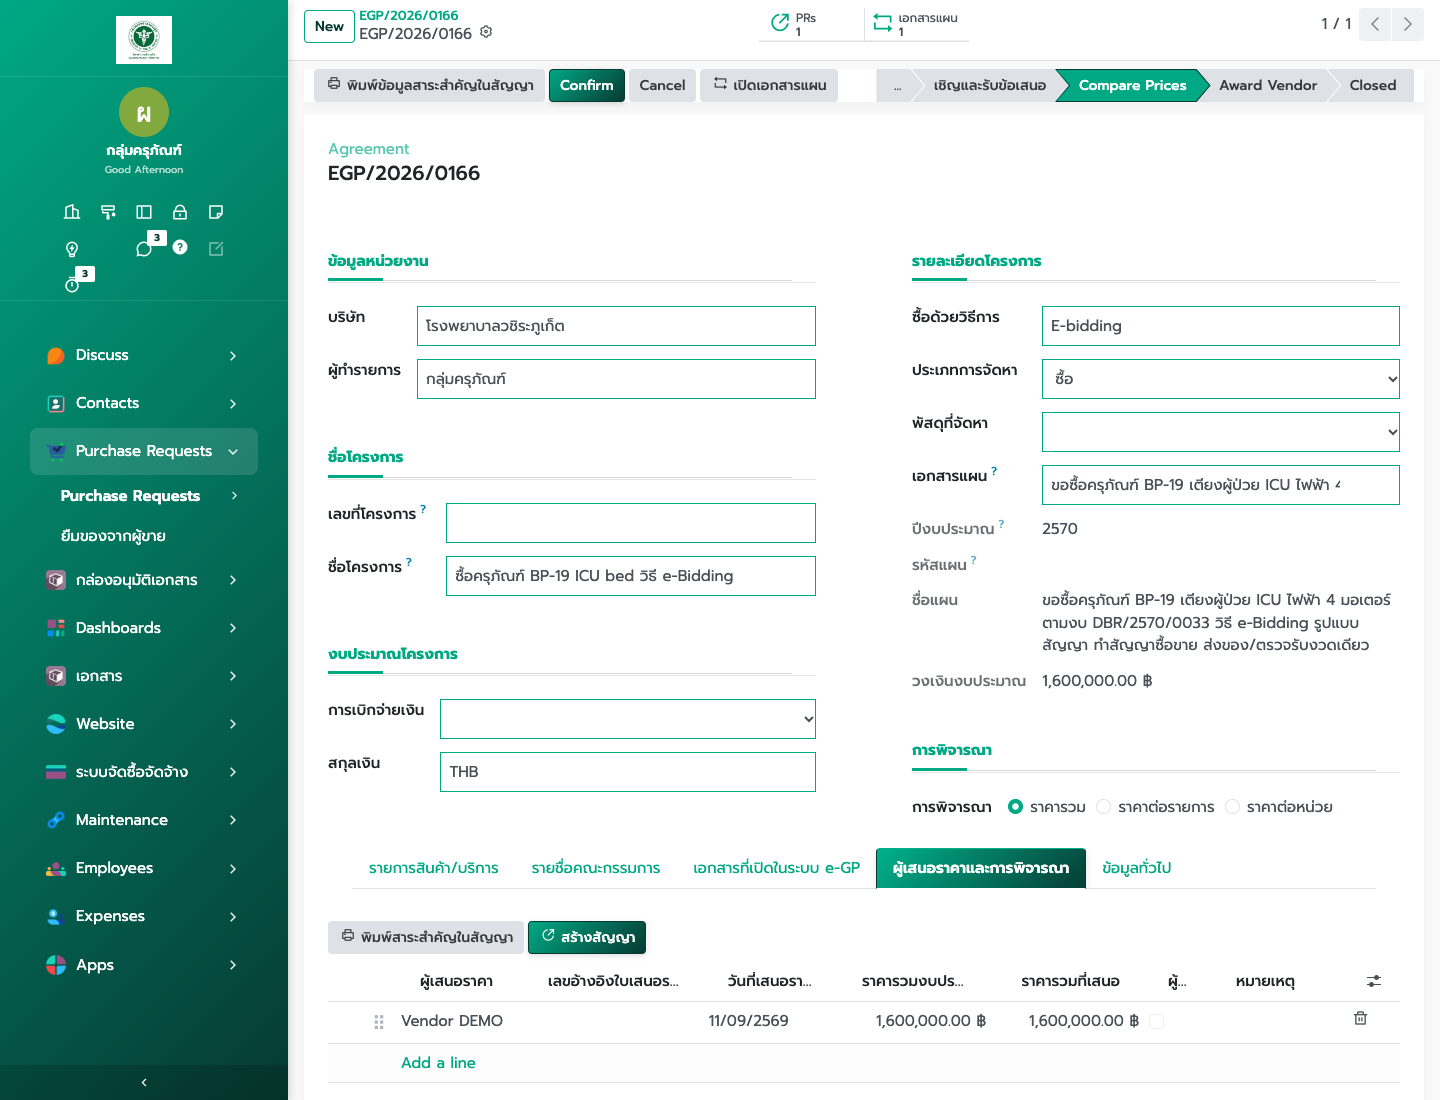 ผ
กลุ่มครุภัณฑ์
Good Afternoon
3
?
3
Discuss
Contacts
Purchase Requests
Purchase Requests
ยืมของจากผู้ขาย
กล่องอนุมัติเอกสาร
Dashboards
เอกสาร
Website
ระบบจัดซื้อจัดจ้าง
Maintenance
Employees
Expenses
Apps
New
EGP/2026/0166
EGP/2026/0166
PRs
1
เอกสารแผน
1
1 / 1
พิมพ์ข้อมูลสาระสำคัญในสัญญา
Confirm
Cancel
เปิดเอกสารแผน
...
เชิญและรับข้อเสนอ
Compare Prices
Award Vendor
Closed
Agreement
EGP/2026/0166
ข้อมูลหน่วยงาน
บริษัท
โรงพยาบาลวชิระภูเก็ต
ผู้ทำรายการ
กลุ่มครุภัณฑ์
ชื่อโครงการ
เลขที่โครงการ ?
ชื่อโครงการ ?
ซื้อครุภัณฑ์ BP-19 ICU bed วิธี e-Bidding
งบประมาณโครงการ
การเบิกจ่ายเงิน
สกุลเงิน
THB
รายละเอียดโครงการ
ซื้อด้วยวิธีการ
E-bidding
ประเภทการจัดหา
ซื้อ
พัสดุที่จัดหา
เอกสารแผน ?
ขอซื้อครุภัณฑ์ BP-19 เตียงผู้ป่วย ICU ไฟฟ้า 4
ปีงบประมาณ ?
2570
รหัสแผน ?
ชื่อแผน
ขอซื้อครุภัณฑ์ BP-19 เตียงผู้ป่วย ICU ไฟฟ้า 4 มอเตอร์
ตามงบ DBR/2570/0033 วิธี e-Bidding รูปแบบ
สัญญา ทำสัญญาซื้อขาย ส่งของ/ตรวจรับงวดเดียว
วงเงินงบประมาณ
1,600,000.00 ฿
การพิจารณา
การพิจารณา
ราคารวม
ราคาต่อรายการ
ราคาต่อหน่วย
รายการสินค้า/บริการ
รายชื่อคณะกรรมการ
เอกสารที่เปิดในระบบ e-GP
ผู้เสนอราคาและการพิจารณา
ข้อมูลทั่วไป
พิมพ์สาระสำคัญในสัญญา
สร้างสัญญา
ผู้เสนอราคา
เลขอ้างอิงใบเสนอร...
วันที่เสนอรา...
ราคารวมงบปร...
ราคารวมที่เสนอ
ผู้...
หมายเหตุ
Vendor DEMO
11/09/2569
1,600,000.00 ฿
1,600,000.00 ฿
Add a line